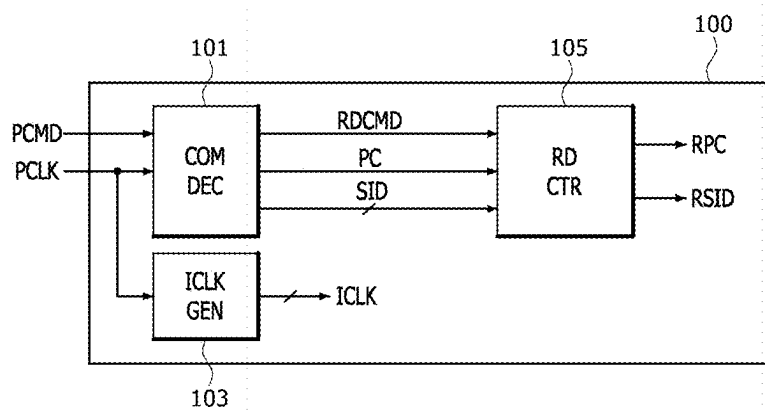 100
101
105
PCMD
PCLK
COM
DEC
RDCMD
PC
SID
RD
CTR
RPC
RSID
ICLK
GEN
ICLK
103